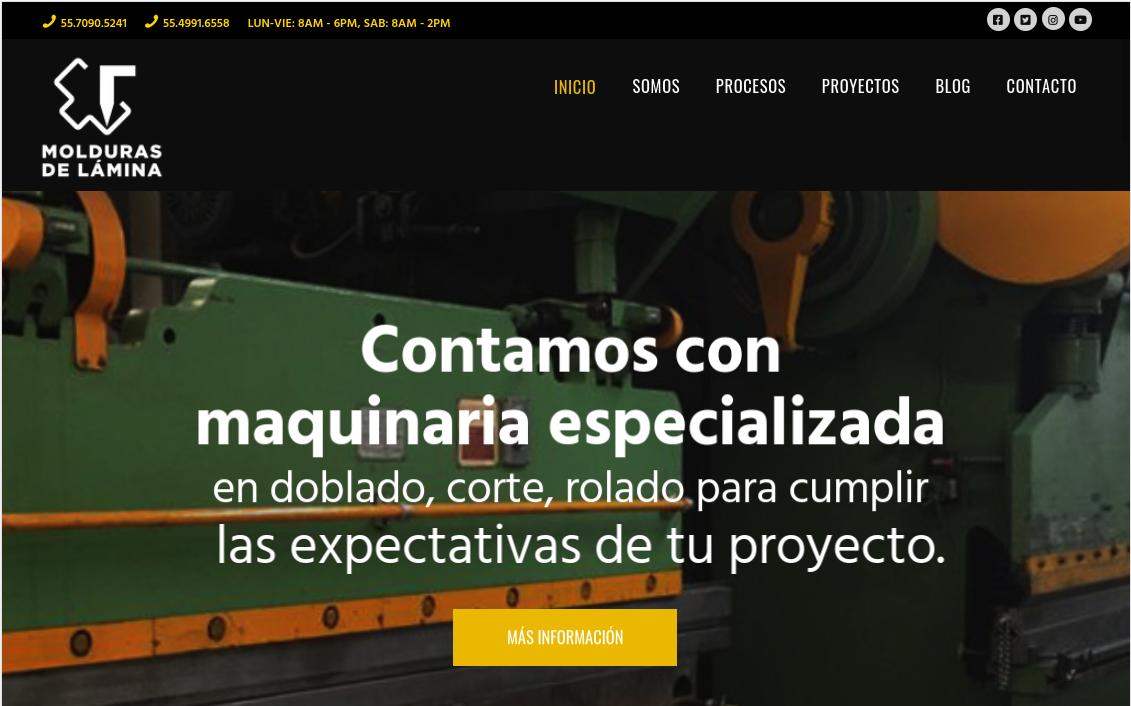 55.7090.5241 55.4991.6558 LUN-VIE: 8AM - 6PM, SAB: 8AM - 2PM
INICIO SOMOS PROCESOS PROYECTOS BLOG CONTACTO
MOLDURAS
DE LÁMINA
Contamos con
maquinaria especializada
en doblado, corte, rolado para cumplir
las expectativas de tu proyecto.
MÁS INFORMACIÓN